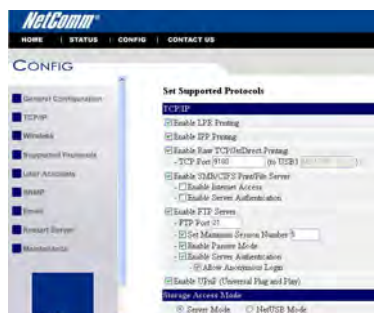 NetComm
HOME | STATUS | CONFIG | CONTACT US
CONFIG
General Configuration
TCP/IP
Wireless
Supported Protocols
User Accounts
SNMP
Email
Restart Server
Maintenance
Set Supported Protocols
TCP/IP
Enable LPR Printing
Enable IPP Printing
Enable Raw TCP/NetDirect Printing
- TCP Port 9100 (to USB1
Enable SMB/CIFS Print/File Server
- Enable Internet Access
- Enable Server Authentication
Enable FTP Server
- FTP Port 21
- Set Maximum Session Number 5
- Enable Passive Mode
- Enable Server Authentication
Allow Anonymous Login
Enable UPnP (Universal Plug and Play)
Storage Access Mode
Server Mode NetUSB Mode